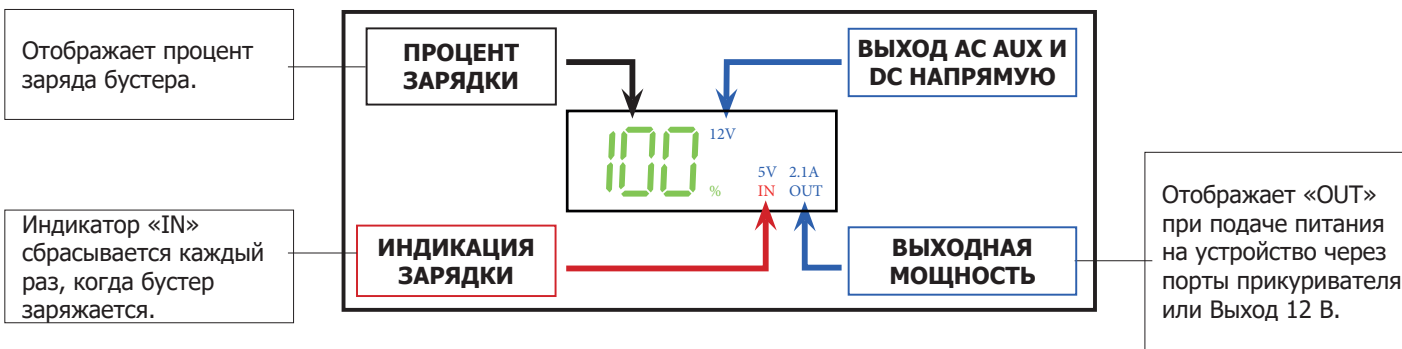 Отображает процент
заряда бустера.
ПРОЦЕНТ
ЗАРЯДКИ
ВЫХОД AC AUX И
DC НАПРЯМУЮ
100
%
12V
5V 2.1A
IN OUT
Индикатор «IN»
сбрасывается каждый
раз, когда бустер
заряжается.
ИНДИКАЦИЯ
ЗАРЯДКИ
ВЫХОДНАЯ
МОЩНОСТЬ
Отображает «OUT»
при подаче питания
на устройство через
порты прикуривателя
или Выход 12 В.